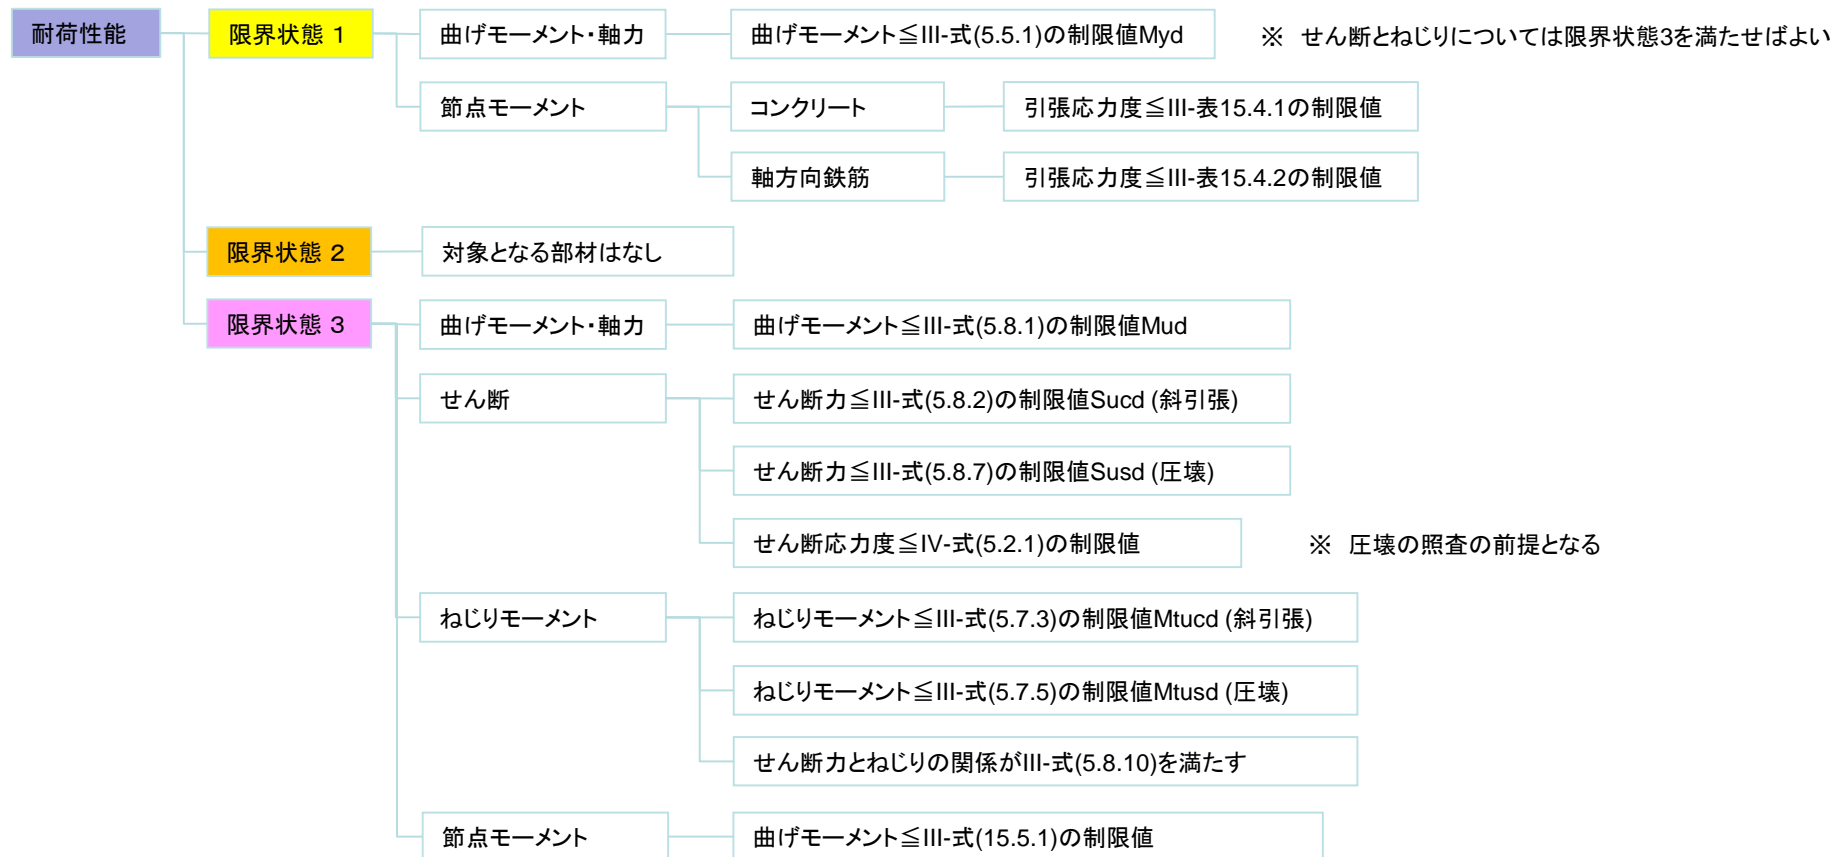 耐荷性能
限界状態 1
曲げモーメント・軸力
曲げモーメント≦III-式(5.5.1)の制限値Myd
※ せん断とねじりについては限界状態3を満たせばよい
節点モーメント
コンクリート
引張応力度≦III-表15.4.1の制限値
軸方向鉄筋
引張応力度≦III-表15.4.2の制限値
限界状態 2
対象となる部材はなし
限界状態 3
曲げモーメント・軸力
曲げモーメント≦III-式(5.8.1)の制限値Mud
せん断
せん断力≦III-式(5.8.2)の制限値Sucd (斜引張)
せん断力≦III-式(5.8.7)の制限値Susd (圧壊)
せん断応力度≦IV-式(5.2.1)の制限値
※ 圧壊の照査の前提となる
ねじりモーメント
ねじりモーメント≦III-式(5.7.3)の制限値Mtucd (斜引張)
ねじりモーメント≦III-式(5.7.5)の制限値Mtusd (圧壊)
せん断力とねじりの関係がIII-式(5.8.10)を満たす
節点モーメント
曲げモーメント≦III-式(15.5.1)の制限値